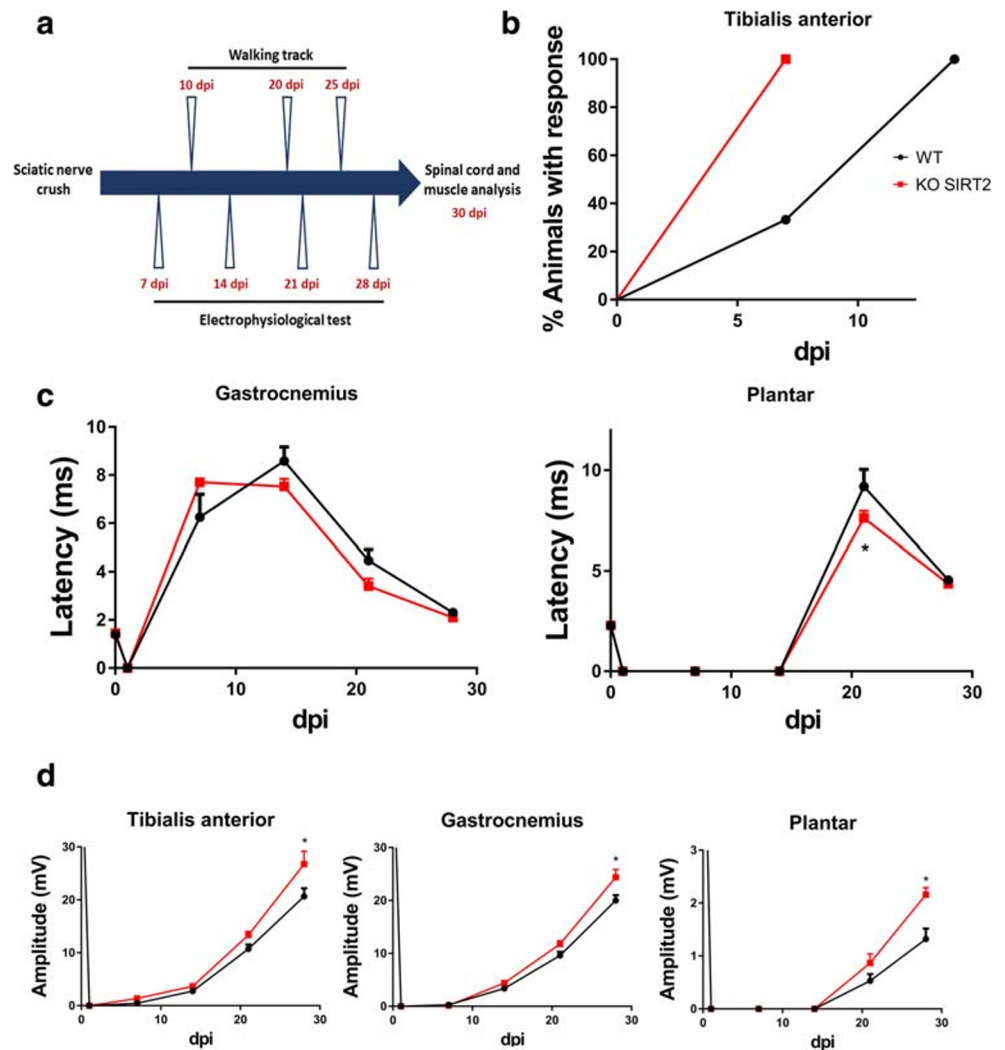 a
Walking track
10 dpi 20 dpi 25 dpi
Sciatic nerve
crush
Spinal cord and
muscle analysis
30 dpi
7 dpi 14 dpi 21 dpi 28 dpi
Electrophysiological test
b
Tibialis anterior
% Animals with response
100
80
60
40
20
0
0 5 10
dpi
WT
KO SIRT2
c
Gastrocnemius
Latency (ms)
10
8
6
4
2
0
0 10 20 30
dpi
Plantar
Latency (ms)
10
5
0
0 10 20 30
dpi
*
d
Tibialis anterior
Amplitude (mV)
30
20
10
0
0 10 20 30
dpi
*
Gastrocnemius
Amplitude (mV)
30
20
10
0
0 10 20 30
dpi
*
Plantar
Amplitude (mV)
3
2
1
0
0 10 20 30
dpi
*